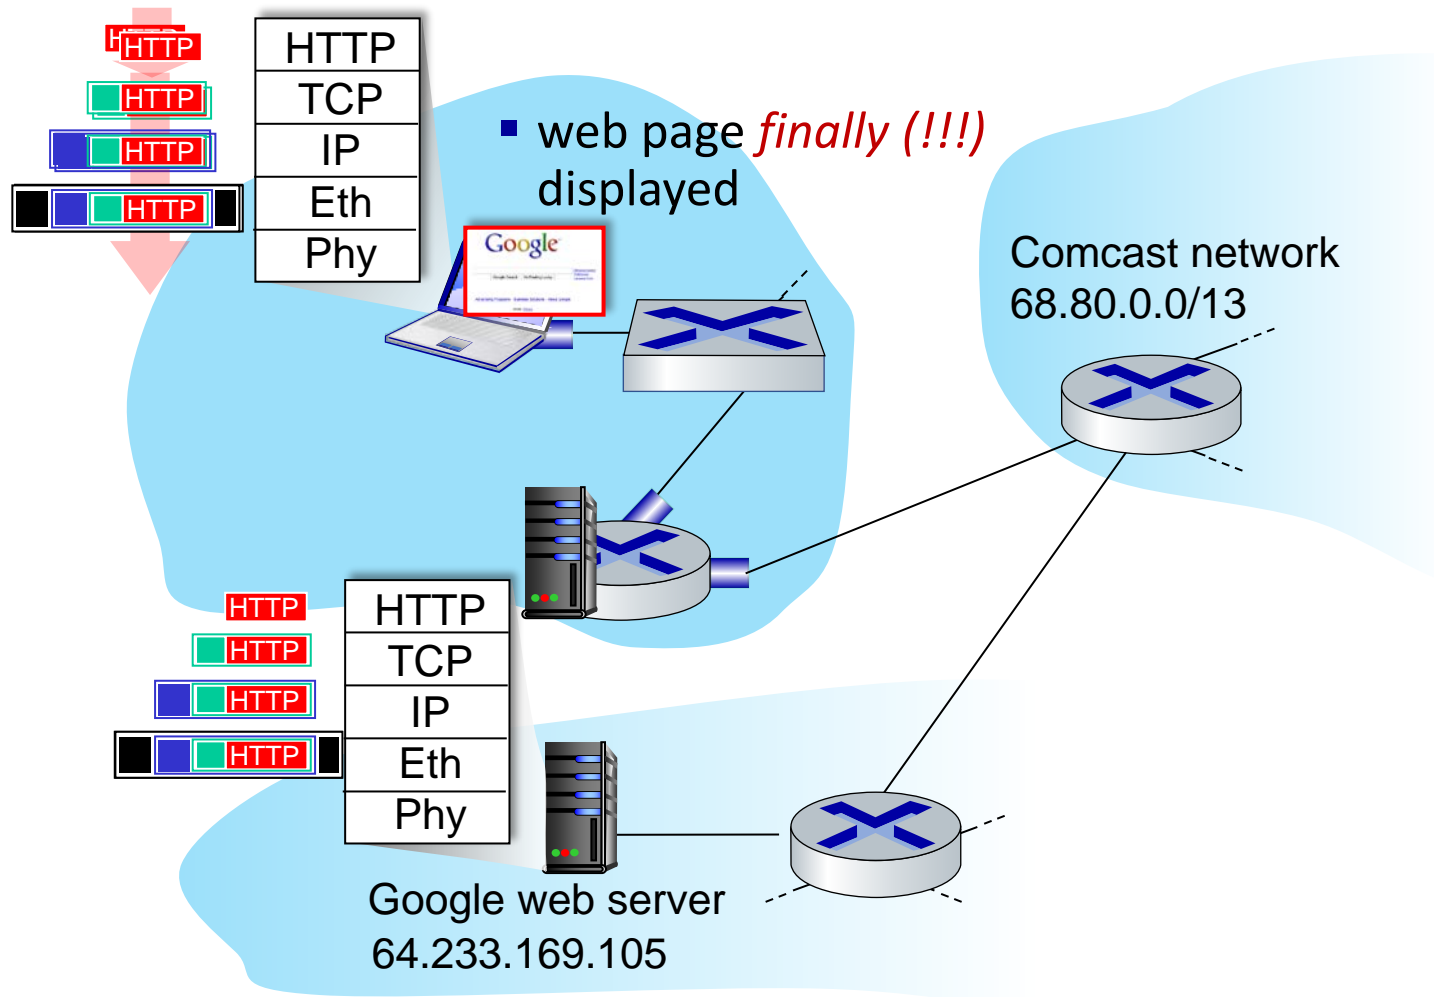 HTTP
HTTP
HTTP
HTTP
HTTP
HTTP
TCP
IP
Eth
Phy
web page finally (!!!)
displayed
Google
Comcast network
68.80.0.0/13
HTTP
HTTP
HTTP
HTTP
HTTP
TCP
IP
Eth
Phy
Google web server
64.233.169.105